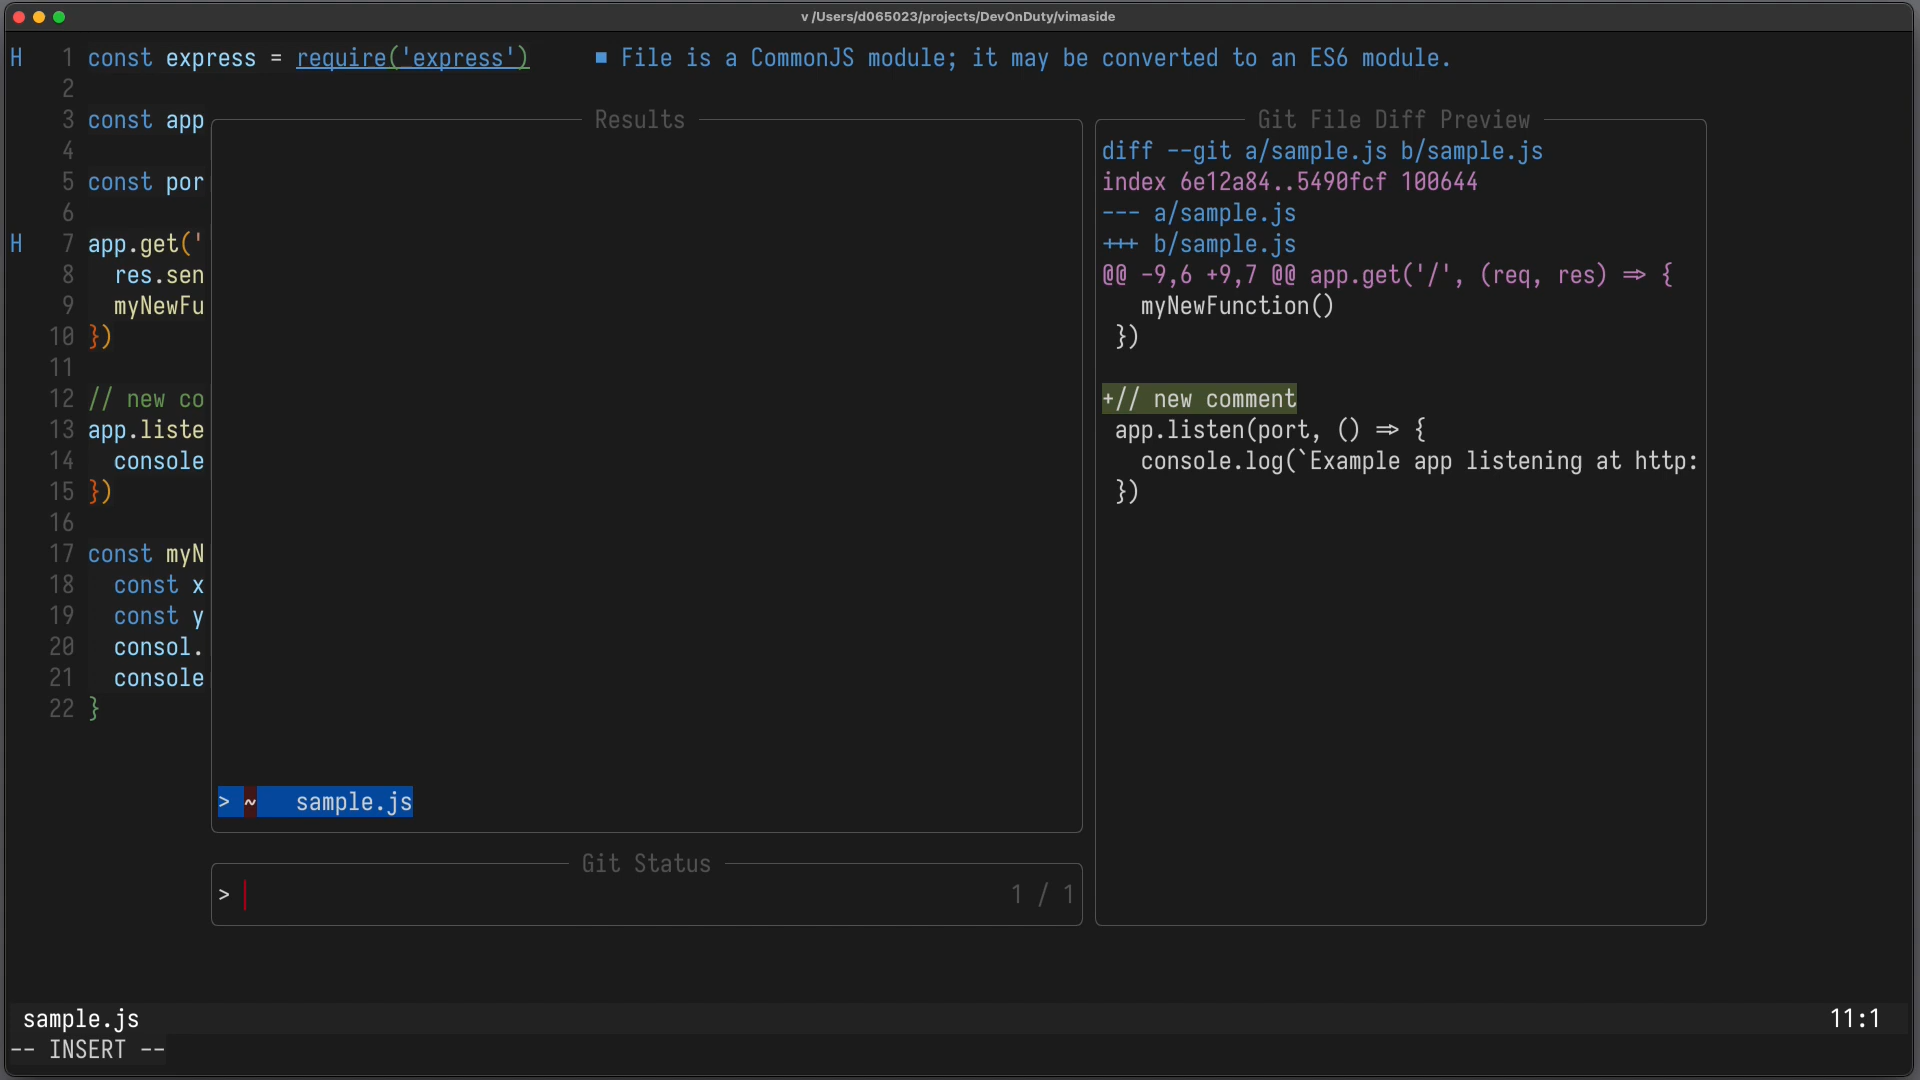 v /Users/d065023/projects/DevOnDuty/vimaside
H 1 const express = require('express') ■ File is a CommonJS module; it may be converted to an ES6 module.
2
3 const app
4
5 const por
6
H 7 app.get('
8 res.sen
9 myNewFu
10 })
11
12 // new co
13 app.liste
14 console
15 })
16
17 const myN
18 const x
19 const y
20 consol.
21 console
22 }
Results
> ~ sample.js
Git Status
> 1 / 1
Git File Diff Preview
diff --git a/sample.js b/sample.js
index 6e12a84..5490fcf 100644
--- a/sample.js
+++ b/sample.js
@@ -9,6 +9,7 @@ app.get('/', (req, res) => {
myNewFunction()
})
+// new comment
app.listen(port, () => {
console.log(`Example app listening at http:
})
sample.js 11:1
-- INSERT --